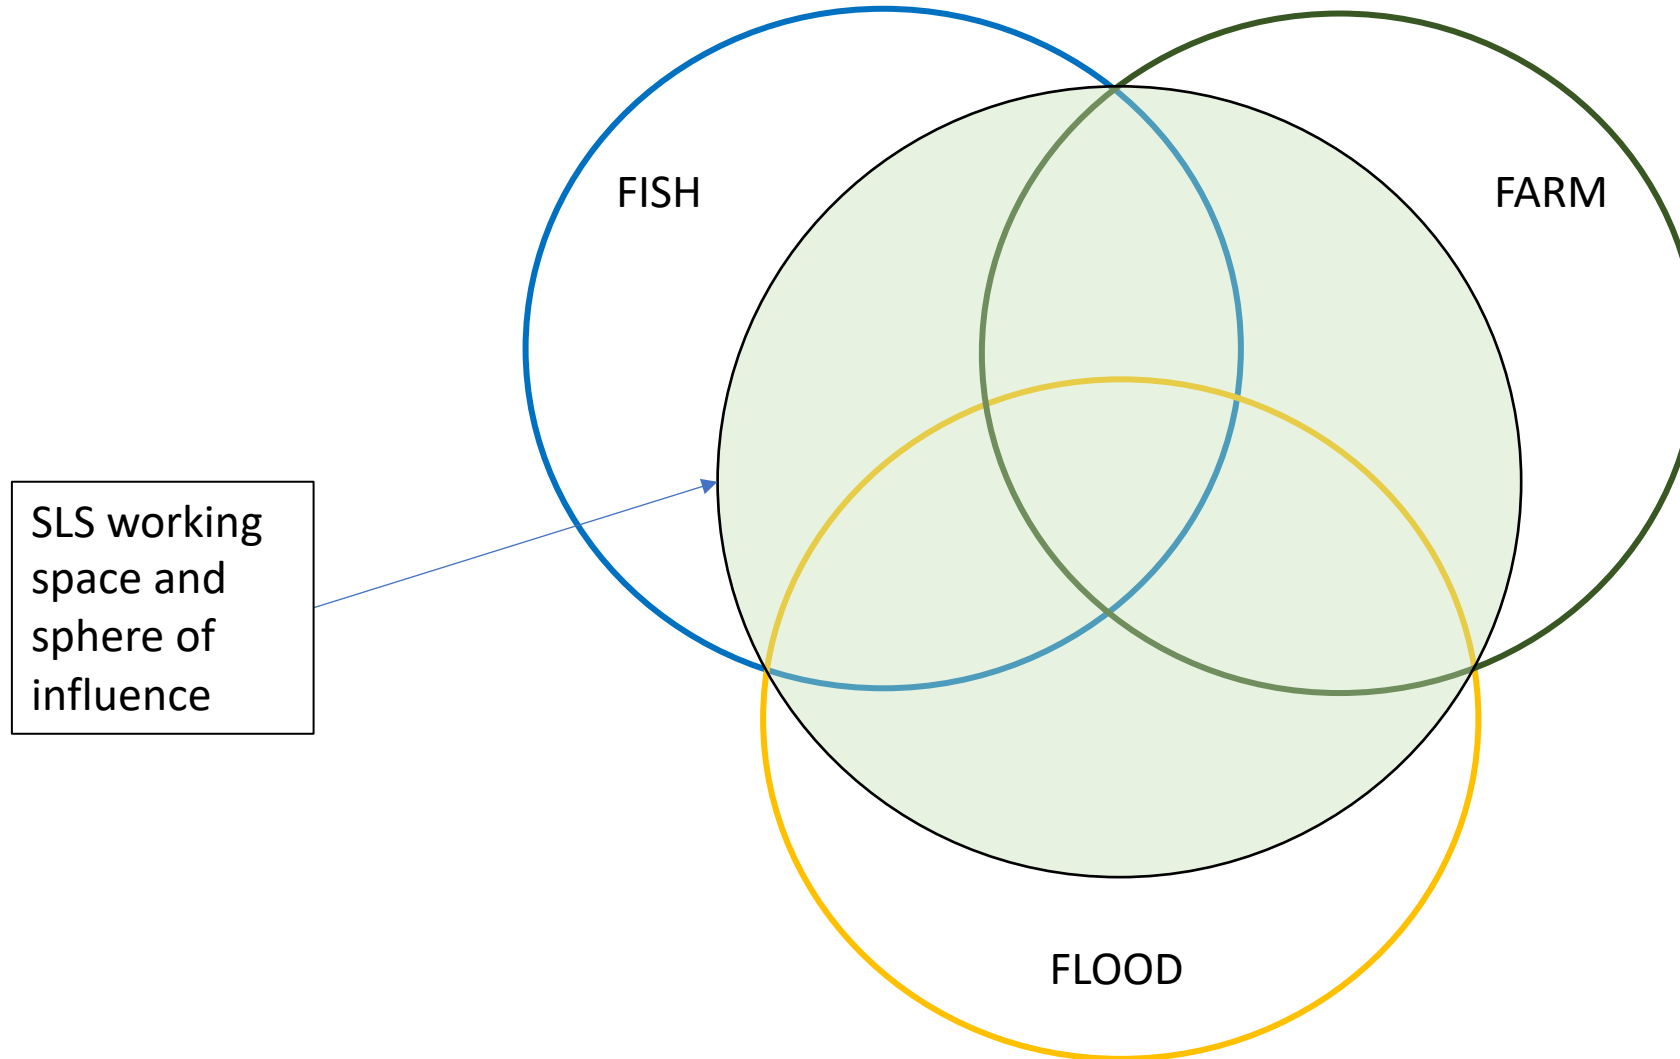 FISH
FARM
SLS working
space and
sphere of
influence
FLOOD